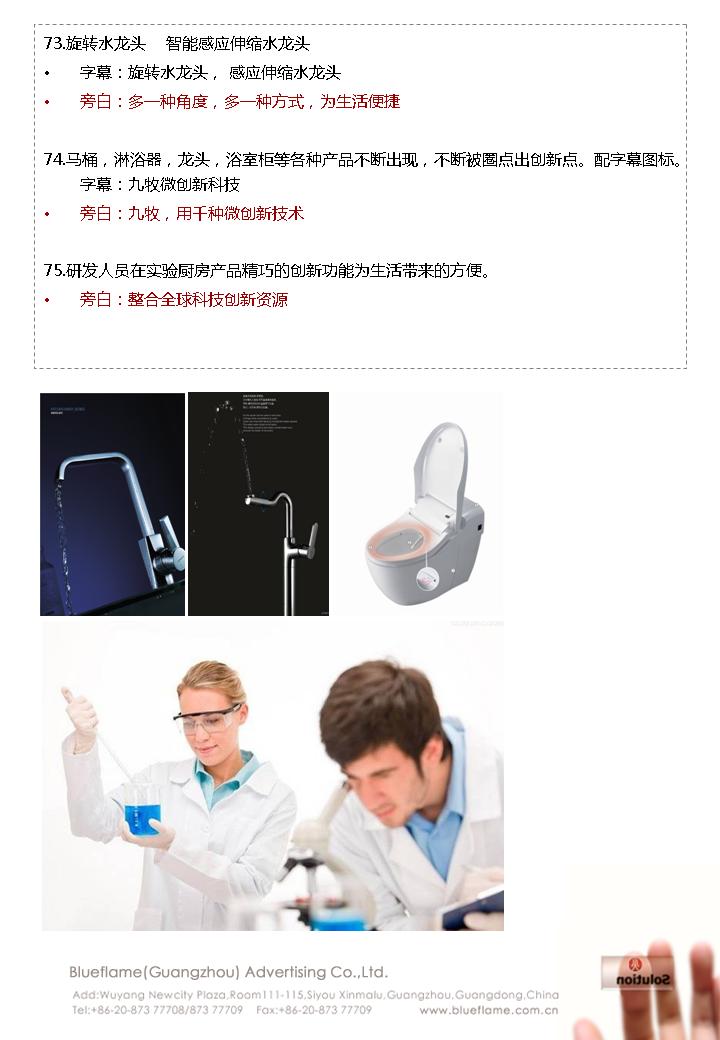 73.旋转水龙头 智能感应伸缩水龙头
• 字幕：旋转水龙头， 感应伸缩水龙头
• 旁白：多一种角度，多一种方式，为生活便捷
74.马桶，淋浴器，龙头，浴室柜等各种产品不断出现，不断被圈点出创新点。配字幕图标。
字幕：九牧微创新科技
• 旁白：九牧，用千种微创新技术
75.研发人员在实验厨房产品精巧的创新功能为生活带来的方便。
• 旁白：整合全球科技创新资源
Blueflame(Guangzhou) Advertising Co.,Ltd.
Add:Wuyang Newcity Plaza,Room111-115,Siyou Xinmalu,Guangzhou,Guangdong,China
Tel:+86-20-873 77708/873 77709 Fax:+86-20-873 77709 www.blueflame.com.cn
Solution